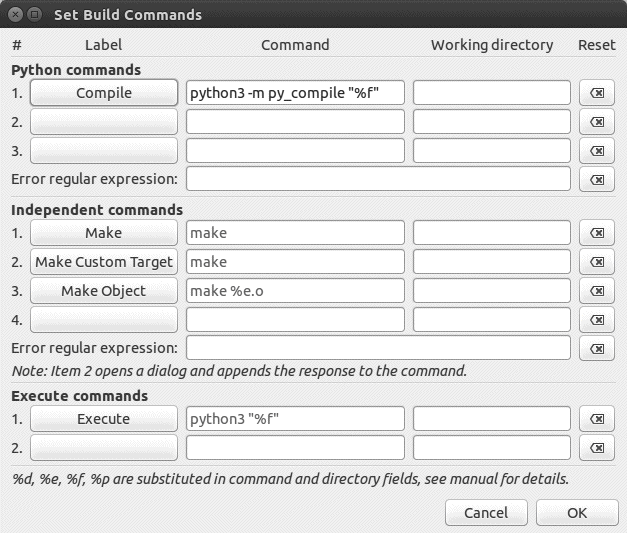 Set Build Commands
# Label Command Working directory Reset
Python commands
1. Compile python3 -m py_compile "%f"
2.
3.
Error regular expression:
Independent commands
1. Make make
2. Make Custom Target make
3. Make Object make %e.o
4.
Error regular expression:
Note: Item 2 opens a dialog and appends the response to the command.
Execute commands
1. Execute python3 "%f"
2.
%d, %e, %f, %p are substituted in command and directory fields, see manual for details.
Cancel OK